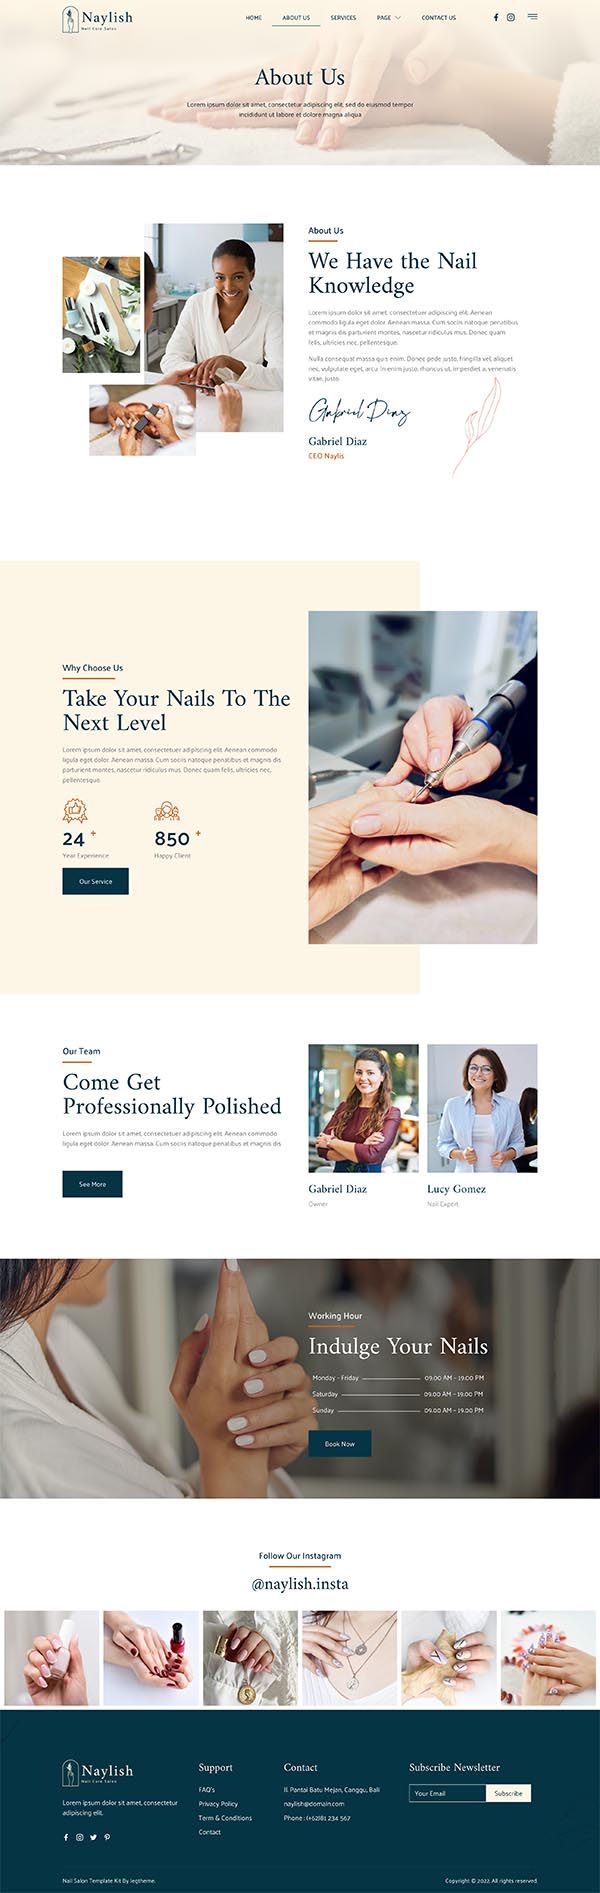 Naylish
Nail Care Salon
HOME
ABOUT US
SERVICES
PAGE
CONTACT US
About Us
Lorem ipsum dolor sit amet, consectetur adipiscing elit, sed do eiusmod tempor
incididunt ut labore et dolore magna aliqua
About Us
We Have the Nail
Knowledge
Lorem ipsum dolor sit amet, consectetuer adipiscing elit. Aenean
commodo ligula eget dolor. Aenean massa. Cum sociis natoque penatibus
et magnis dis parturient montes, nascetur ridiculus mus. Donec quam
felis, ultricies nec, pellentesque.
Nulla consequat massa quis enim. Donec pede justo, fringilla vel, aliquet
nec, vulputate eget, arcu. In enim justo, rhoncus ut, imperdiet a, venenatis
vitae, justo.
Gabriel Diaz
Gabriel Diaz
CEO Naylis
Why Choose Us
Take Your Nails To The
Next Level
Lorem ipsum dolor sit amet, consectetuer adipiscing elit. Aenean commodo
ligula eget dolor. Aenean massa. Cum sociis natoque penatibus et magnis dis
parturient montes, nascetur ridiculus mus. Donec quam felis, ultricies nec,
pellentesque.
24 +
Year Experience
850 +
Happy Client
Our Service
Our Team
Come Get
Professionally Polished
Lorem ipsum dolor sit amet, consectetuer adipiscing elit. Aenean commodo
ligula eget dolor. Aenean massa. Cum sociis natoque penatibus et magnis dis
See More
Gabriel Diaz
Owner
Lucy Gomez
Nail Expert
Working Hour
Indulge Your Nails
Monday - Friday 09.00 AM - 19.00 PM
Saturday 09.00 AM - 19.00 PM
Sunday 09.00 AM - 19.00 PM
Book Now
Follow Our Instagram
@naylish.insta
Naylish
Nail Care Salon
Lorem ipsum dolor sit amet, consectetur
adipiscing elit.
Support
FAQ's
Privacy Policy
Term & Conditions
Contact
Contact
Jl. Pantai Batu Mejan, Canggu, Bali
naylish@domain.com
Phone : (+62)81 234 567
Subscribe Newsletter
Your Email
Subscribe
Nail Salon Template Kit By jegtheme.
Copyright © 2022. All rights reserved.